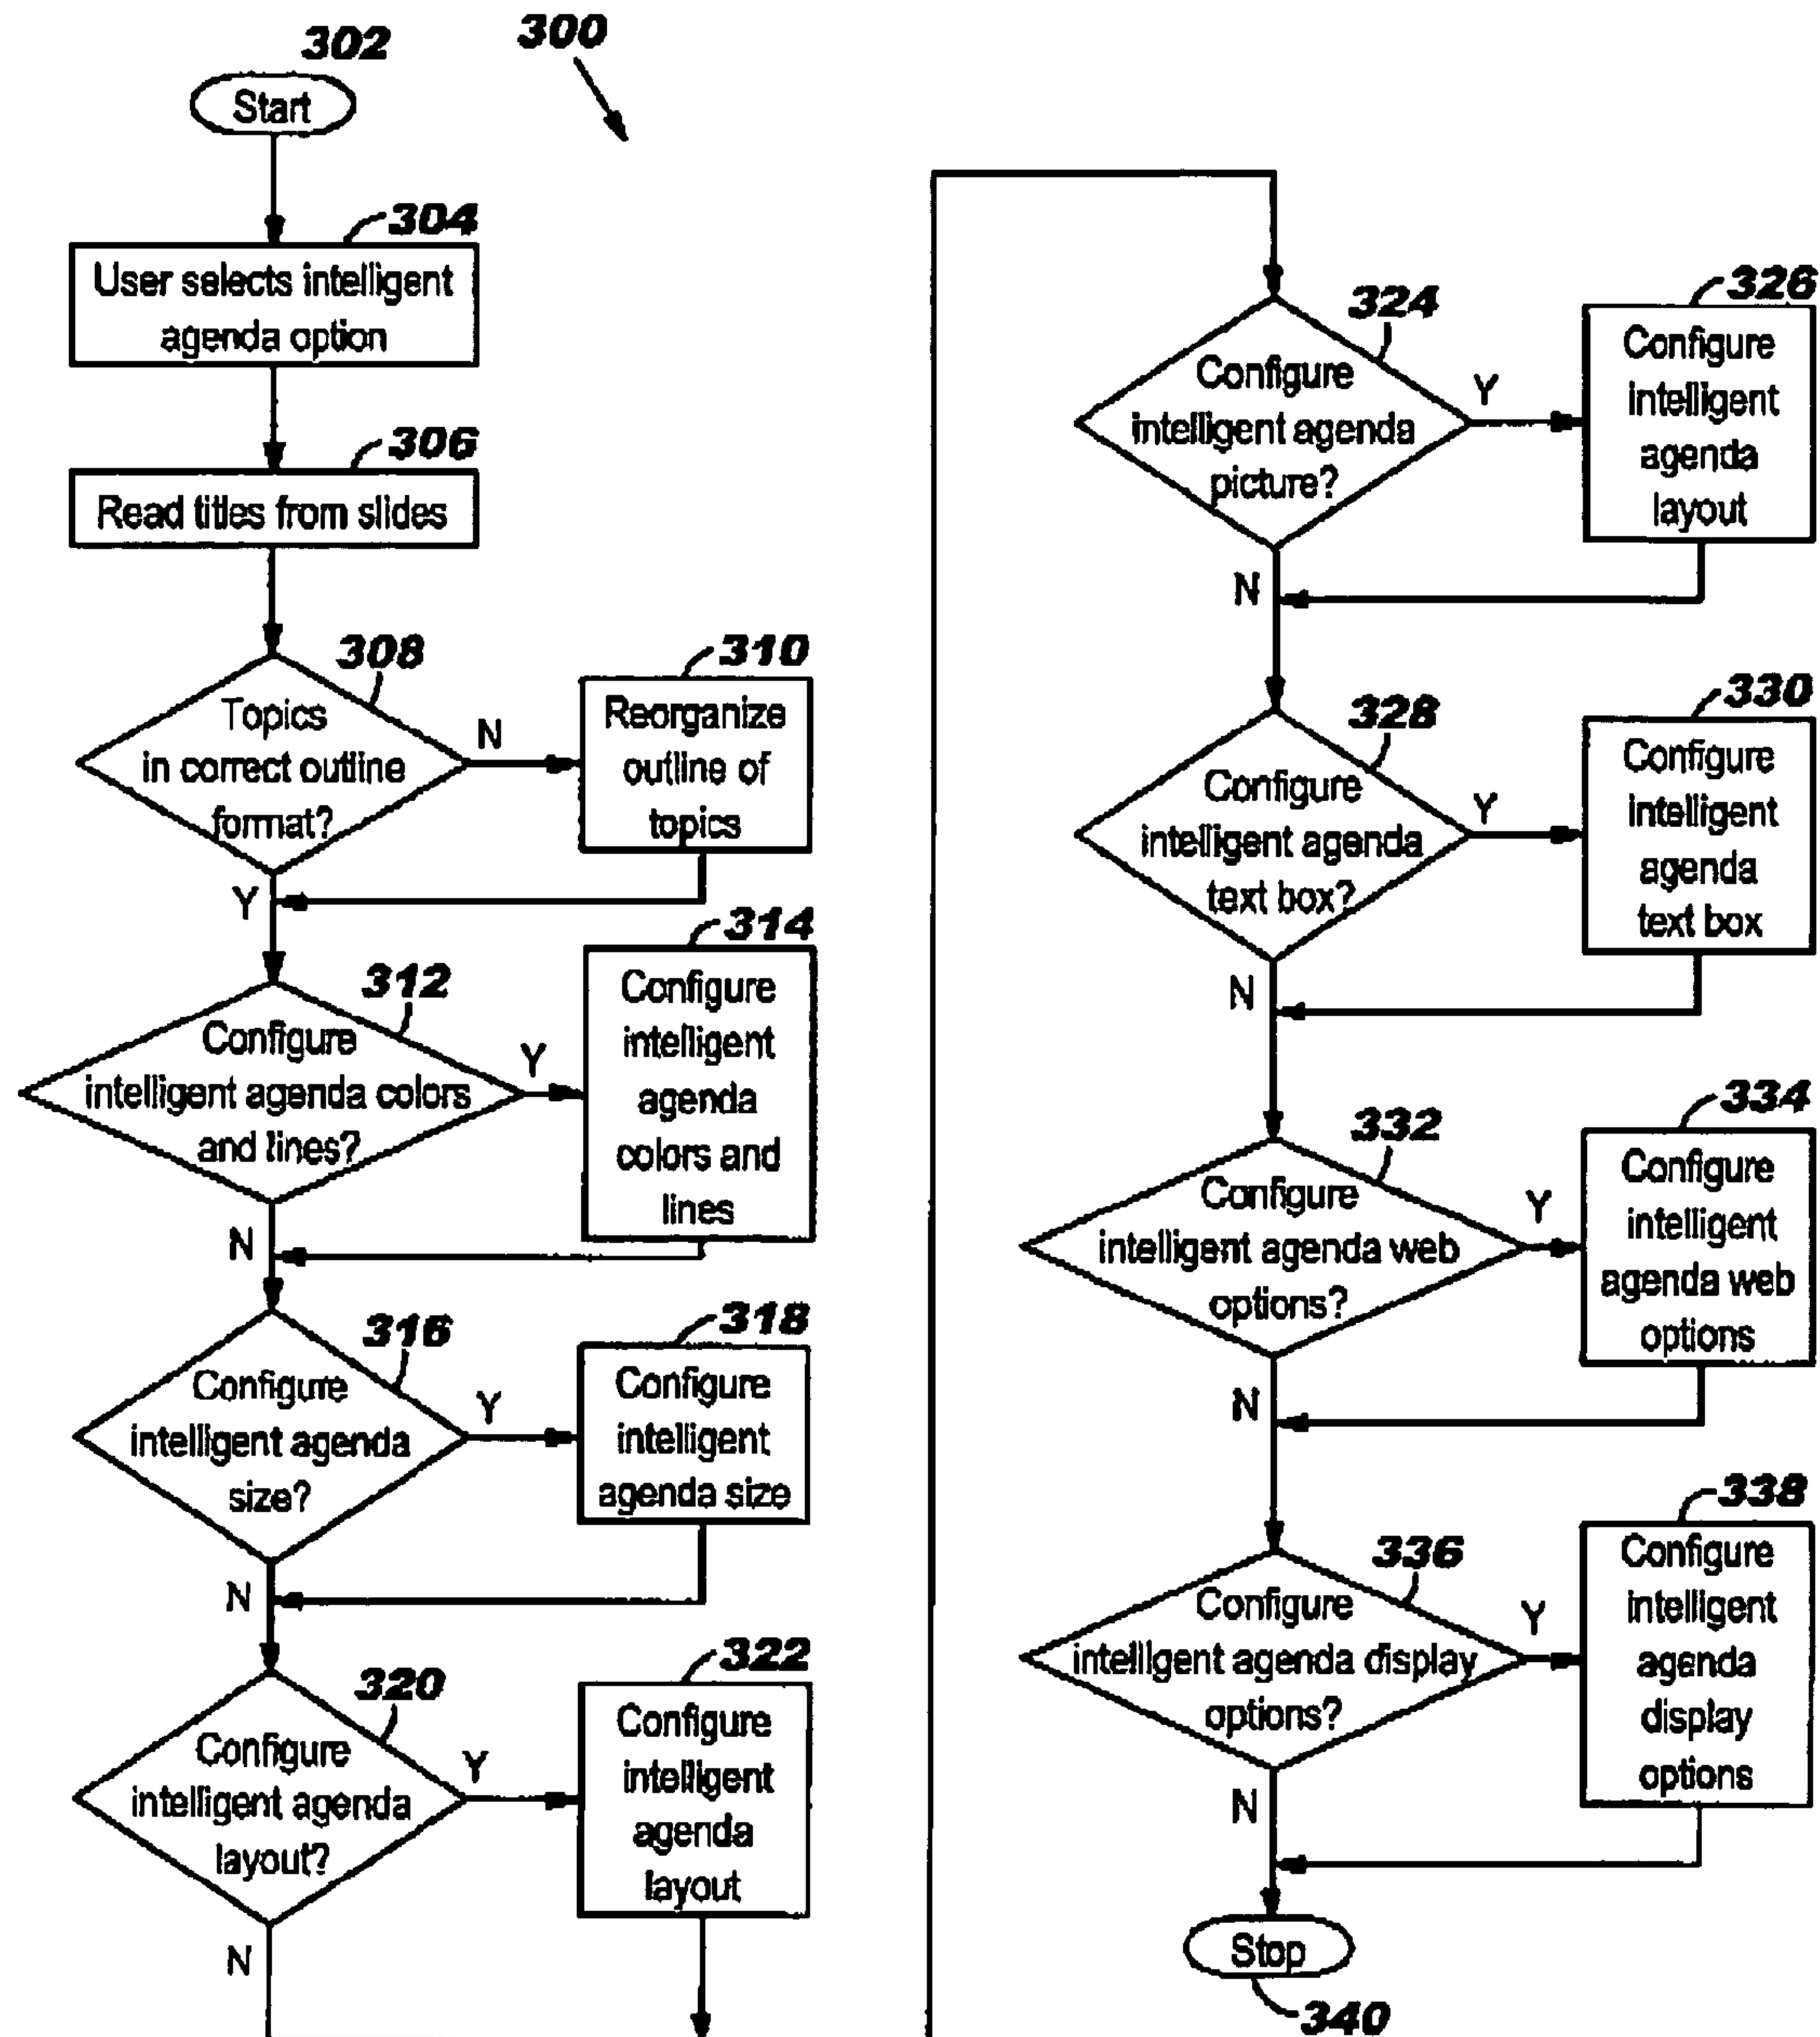 302
300
Start
304
User selects intelligent
agenda option
306
Read titles from slides
308
Topics
in correct outline
format?
N
310
Reorganize
outline of
topics
Y
312
Configure
intelligent agenda colors
and lines?
Y
314
Configure
intelligent
agenda
colors and
lines
N
316
Configure
intelligent agenda
size?
Y
318
Configure
intelligent
agenda size
N
320
Configure
intelligent agenda
layout?
Y
322
Configure
intelligent
agenda
layout
N
324
Configure
intelligent agenda
picture?
Y
326
Configure
intelligent
agenda
layout
N
328
Configure
intelligent agenda
text box?
Y
330
Configure
intelligent
agenda
text box
N
332
Configure
intelligent agenda web
options?
Y
334
Configure
intelligent
agenda web
options
N
336
Configure
intelligent agenda display
options?
Y
338
Configure
intelligent
agenda
display
options
N
Stop
340